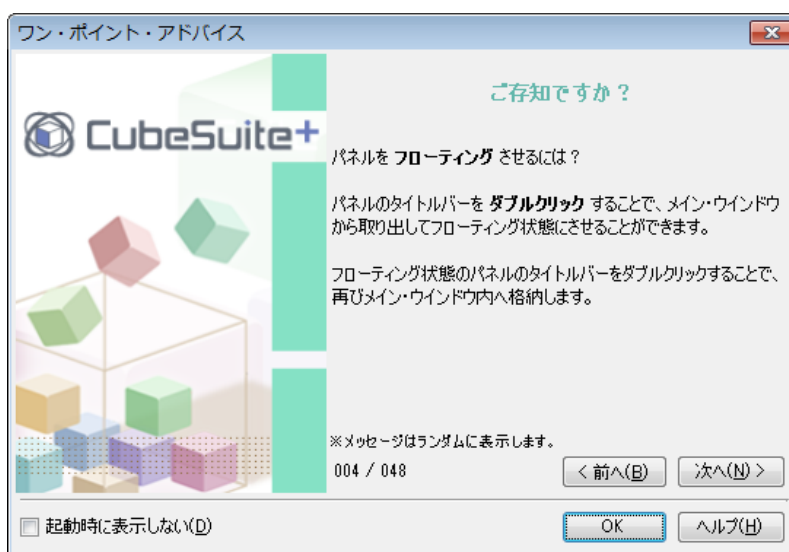 ワン・ポイント・アドバイス
CubeSuite+
ご存知ですか？
パネルを フローティング させるには？
パネルのタイトルバーを ダブルクリック することで、メイン・ウインドウ
から取り出してフローティング状態にさせることができます。
フローティング状態のパネルのタイトルバーをダブルクリックすることで、
再びメイン・ウインドウ内へ格納します。
※メッセージはランダムに表示します。
004 / 048
< 前へ(B)
次へ(N) >
起動時に表示しない(D)
OK
ヘルプ(H)